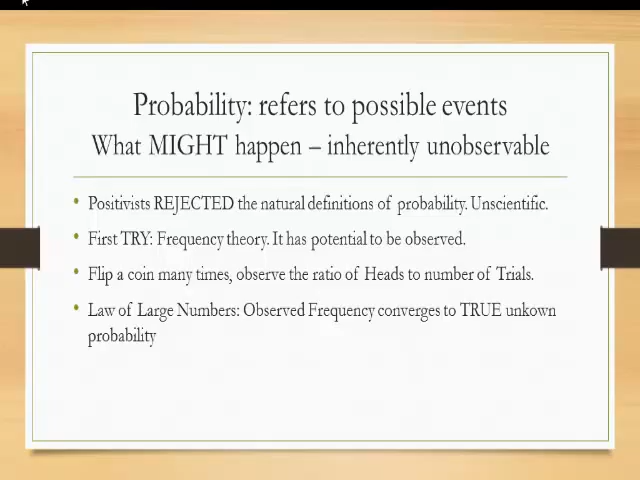 Probability: refers to possible events
What MIGHT happen – inherently unobservable
• Positivists REJECTED the natural definitions of probability. Unscientific.
• First TRY: Frequency theory. It has potential to be observed.
• Flip a coin many times, observe the ratio of Heads to number of Trials.
• Law of Large Numbers: Observed Frequency converges to TRUE unkown
probability